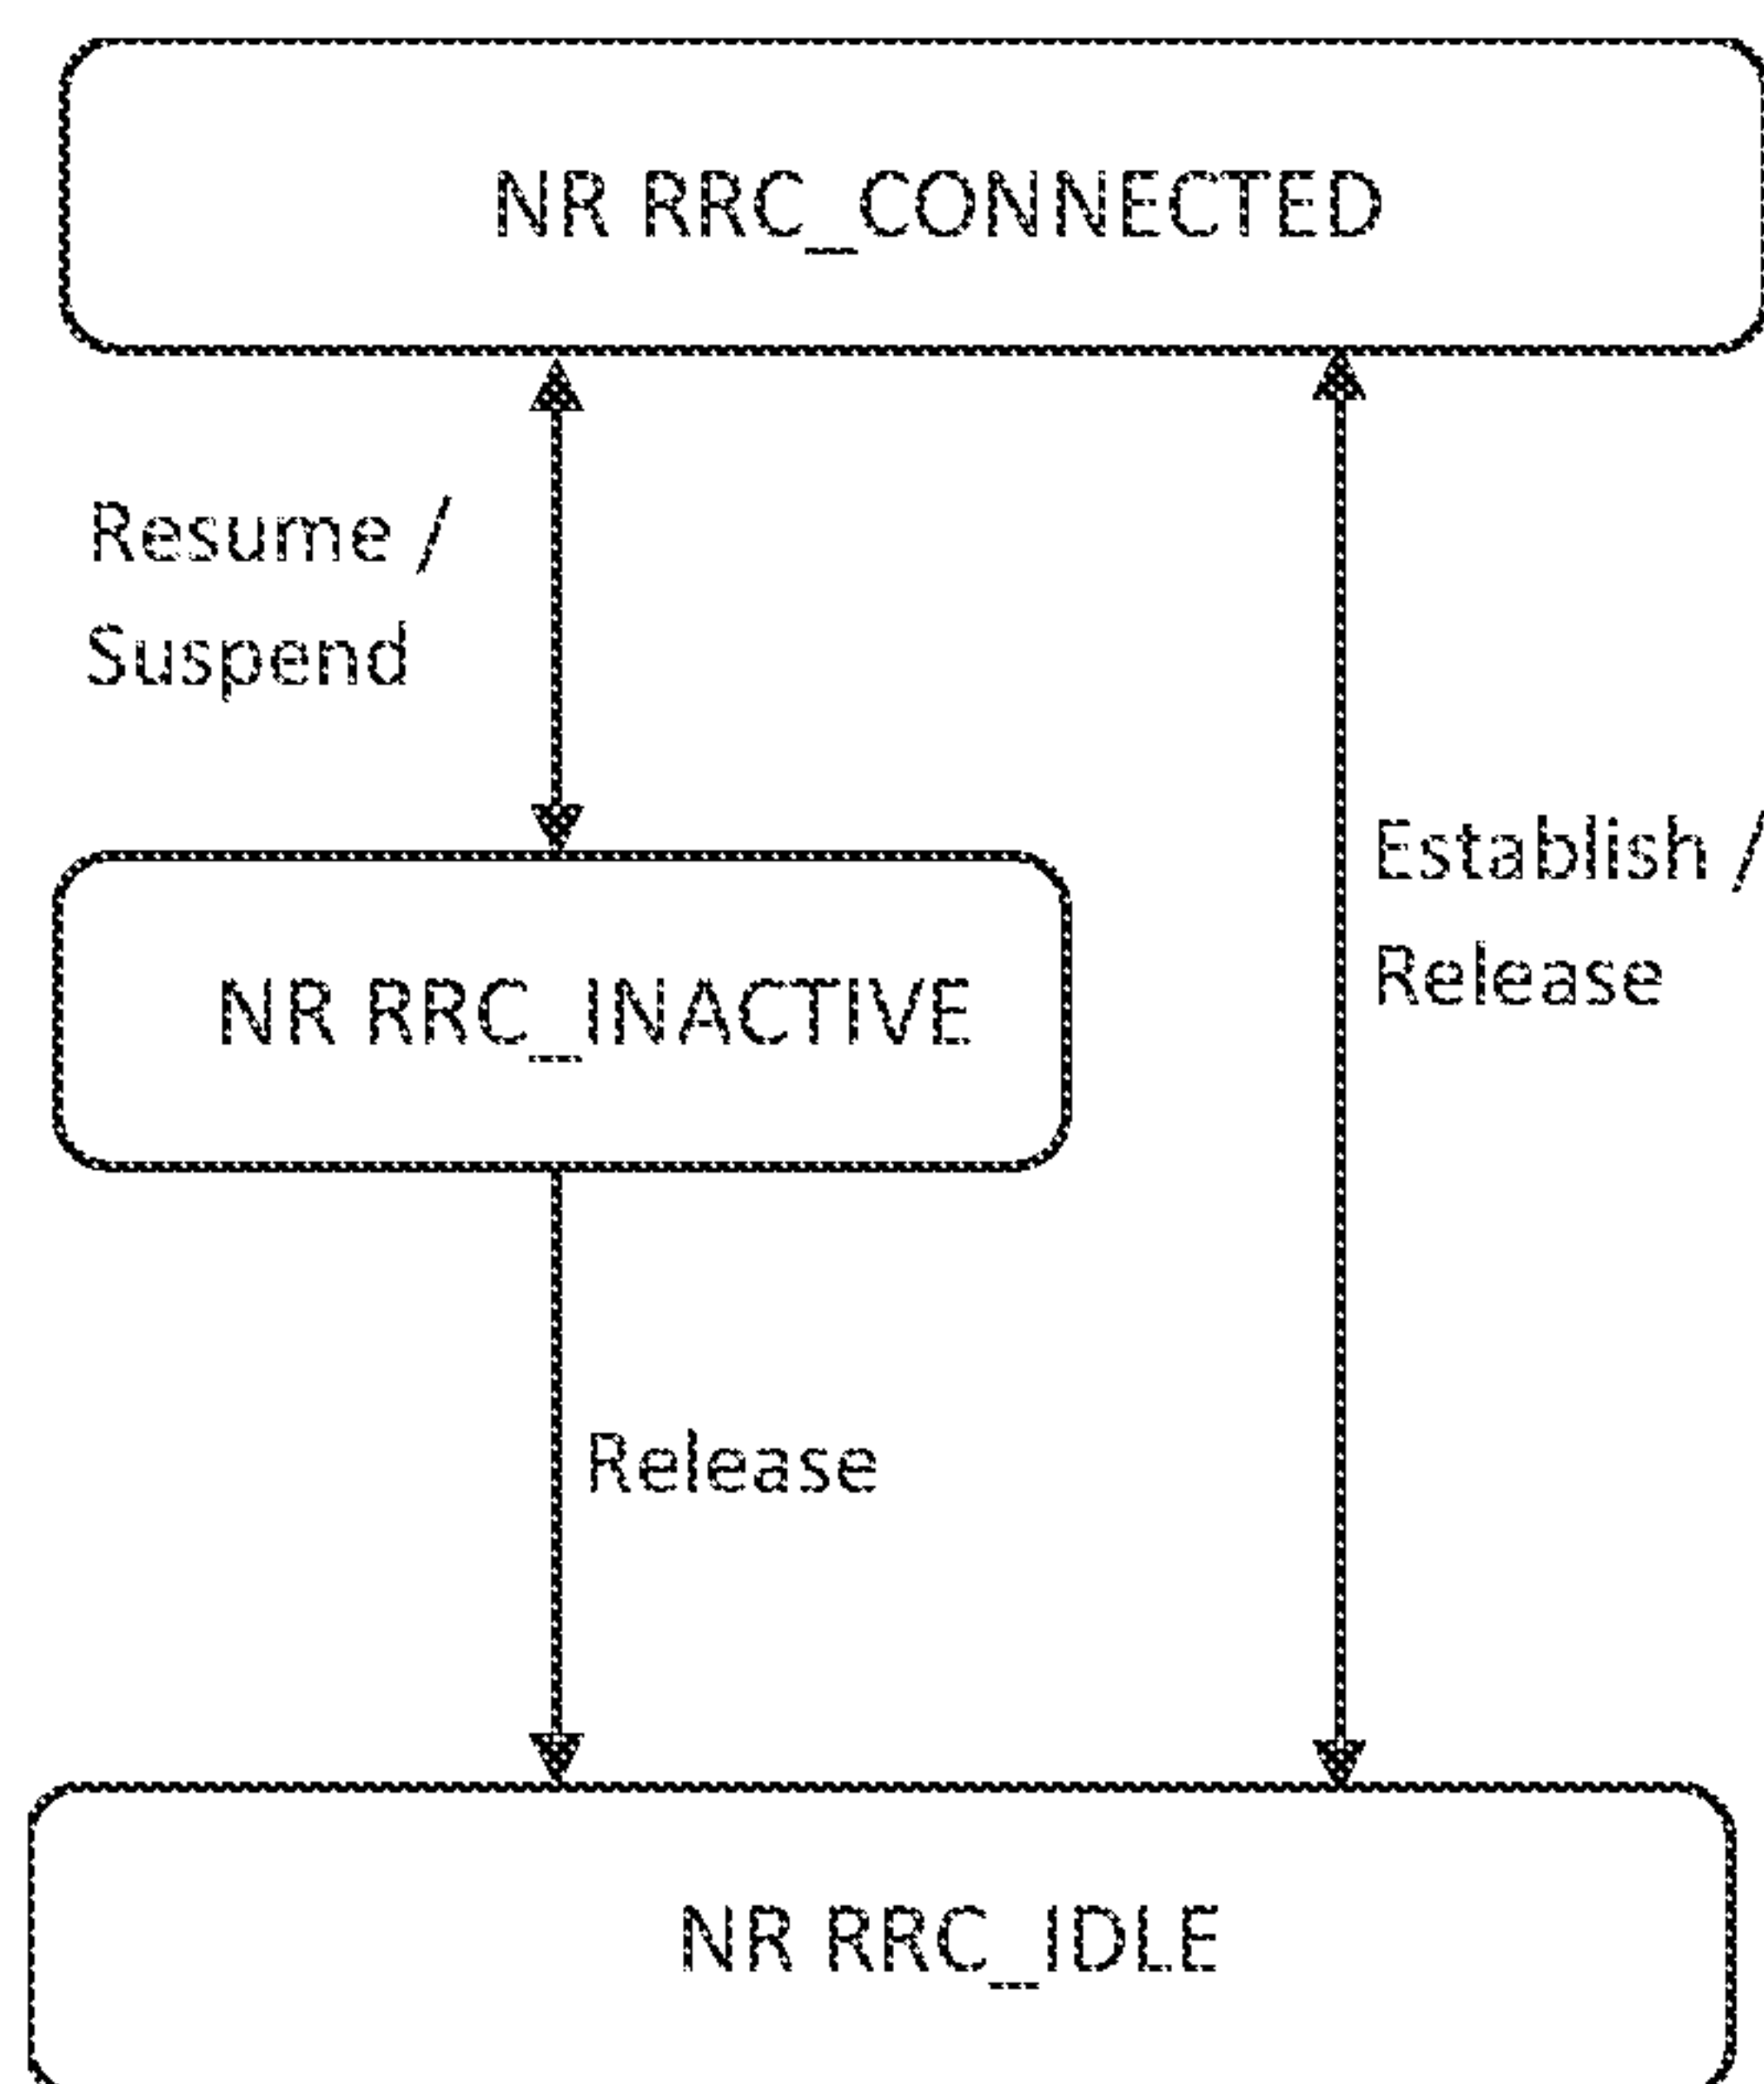 NR RRC_CONNECTED
Resume /
Suspend
Establish /
Release
NR RRC_INACTIVE
Release
NR RRC_IDLE